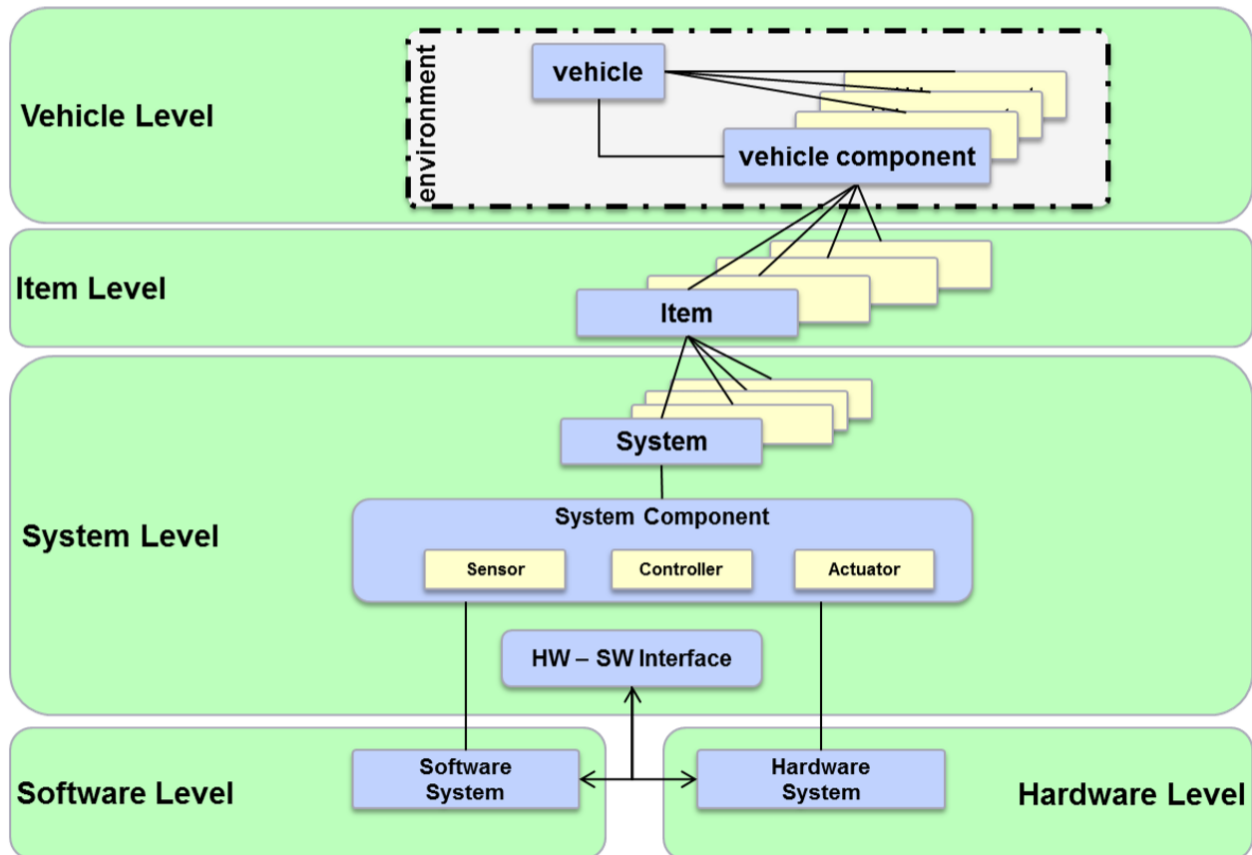 Vehicle Level
environment
vehicle
vehicle component
Item Level
Item
System Level
System
System Component
Sensor
Controller
Actuator
HW – SW Interface
Software Level
Software
System
Hardware
System
Hardware Level